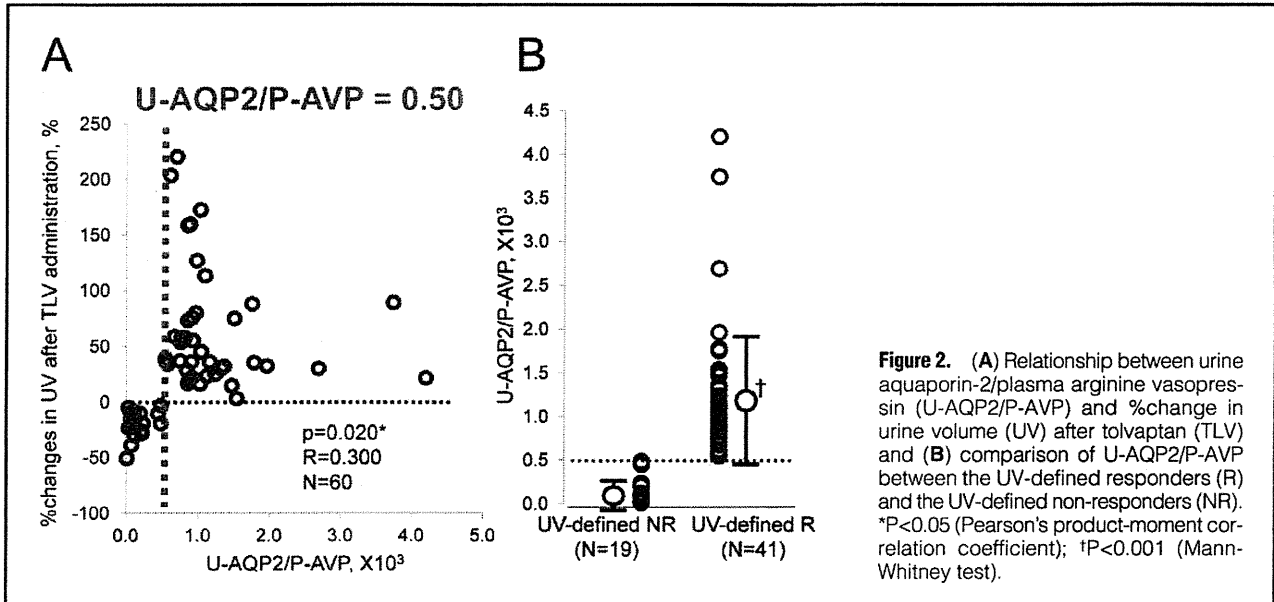 A
U-AQP2/P-AVP = 0.50
%changes in UV after TLV administration, %
250
200
150
100
50
0
-50
-100
p=0.020*
R=0.300
N=60
0.0 1.0 2.0 3.0 4.0 5.0
U-AQP2/P-AVP, X10³
B
U-AQP2/P-AVP, X10³
4.5
4.0
3.5
3.0
2.5
2.0
1.5
1.0
0.5
0.0
†
UV-defined NR
(N=19)
UV-defined R
(N=41)
Figure 2. (A) Relationship between urine
aquaporin-2/plasma arginine vasopres-
sin (U-AQP2/P-AVP) and %change in
urine volume (UV) after tolvaptan (TLV)
and (B) comparison of U-AQP2/P-AVP
between the UV-defined responders (R)
and the UV-defined non-responders (NR).
*P<0.05 (Pearson's product-moment cor-
relation coefficient); †P<0.001 (Mann-
Whitney test).